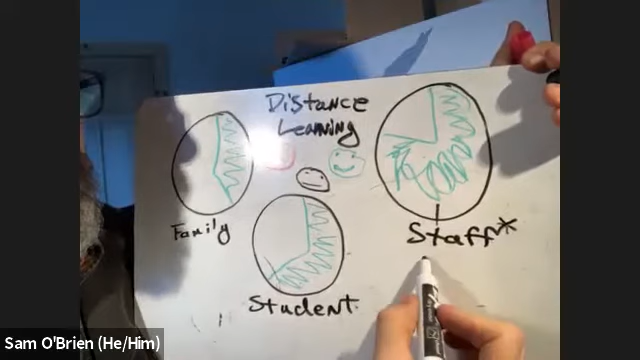 Distance
Learning
Family
Staff*
Student
Sam O'Brien (He/Him)